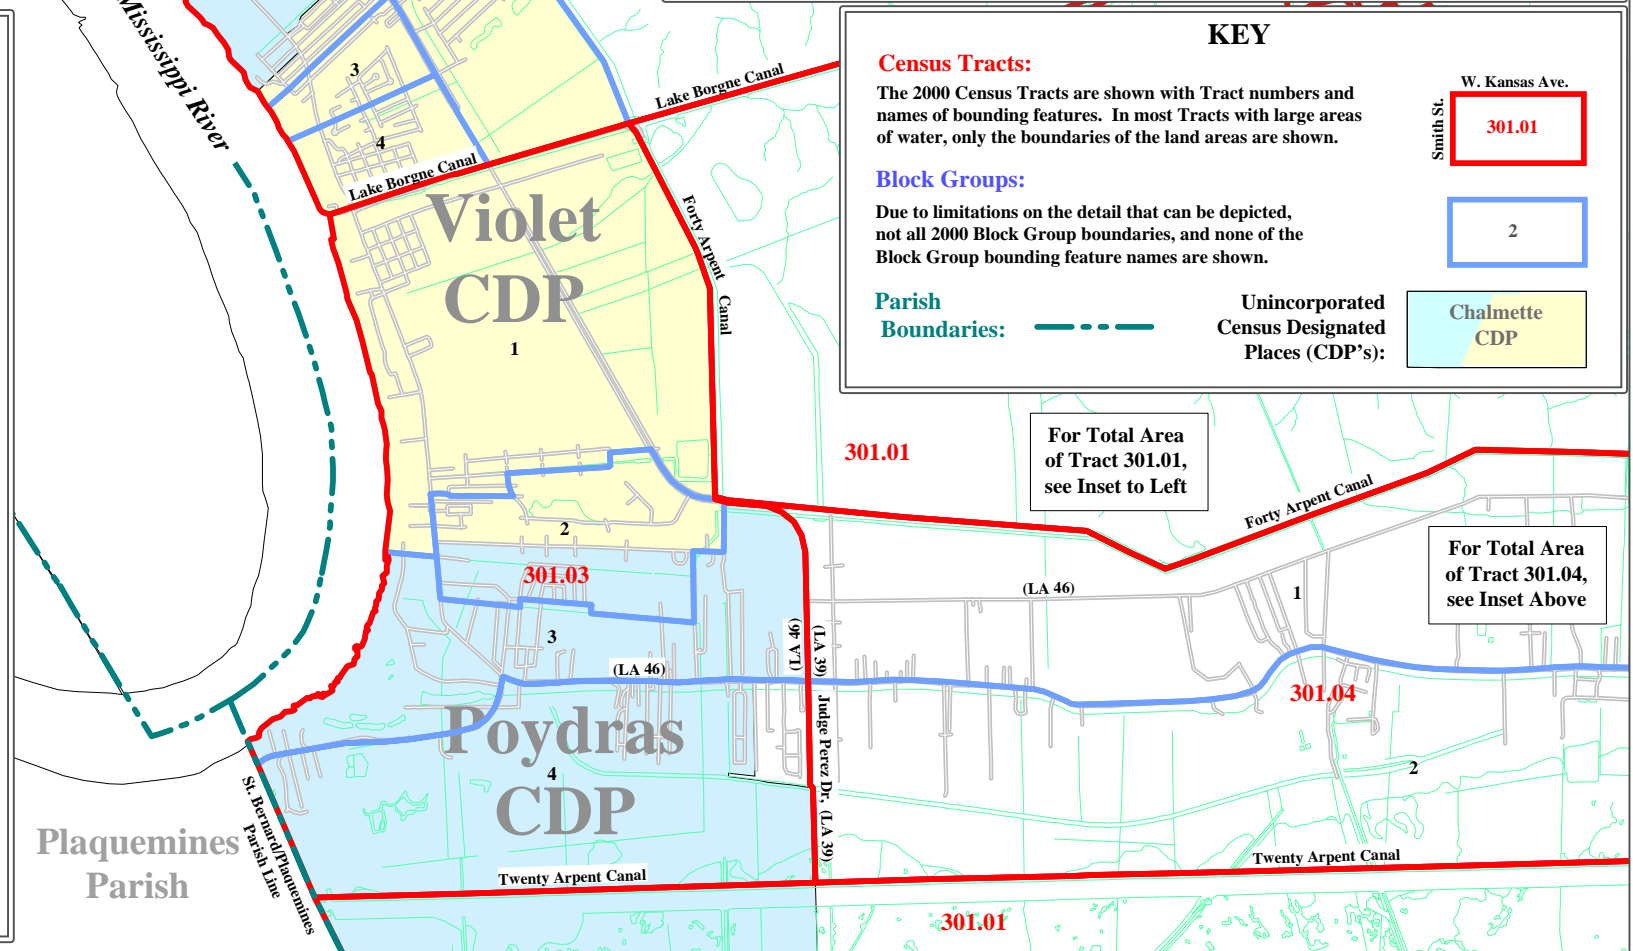 KEY
Census Tracts:
The 2000 Census Tracts are shown with Tract numbers and
names of bounding features. In most Tracts with large areas
of water, only the boundaries of the land areas are shown.
W. Kansas Ave.
Smith St.
301.01
Block Groups:
Due to limitations on the detail that can be depicted,
not all 2000 Block Group boundaries, and none of the
Block Group bounding feature names are shown.
2
Parish
Boundaries:
Unincorporated
Census Designated
Places (CDP's):
Chalmette
CDP
Mississippi River
3
4
Lake Borgne Canal
Lake Borgne Canal
Violet
CDP
1
Forty Arpent
Canal
301.01
For Total Area
of Tract 301.01,
see Inset to Left
Forty Arpent Canal
For Total Area
of Tract 301.04,
see Inset Above
2
301.03
(LA 46)
1
3
(LA 46)
(LA 46)
(LA 39)
301.04
Poydras
CDP
4
Judge Perez Dr, (LA 39)
2
St. Bernard/Plaquemines
Parish Line
Plaquemines
Parish
Twenty Arpent Canal
Twenty Arpent Canal
301.01